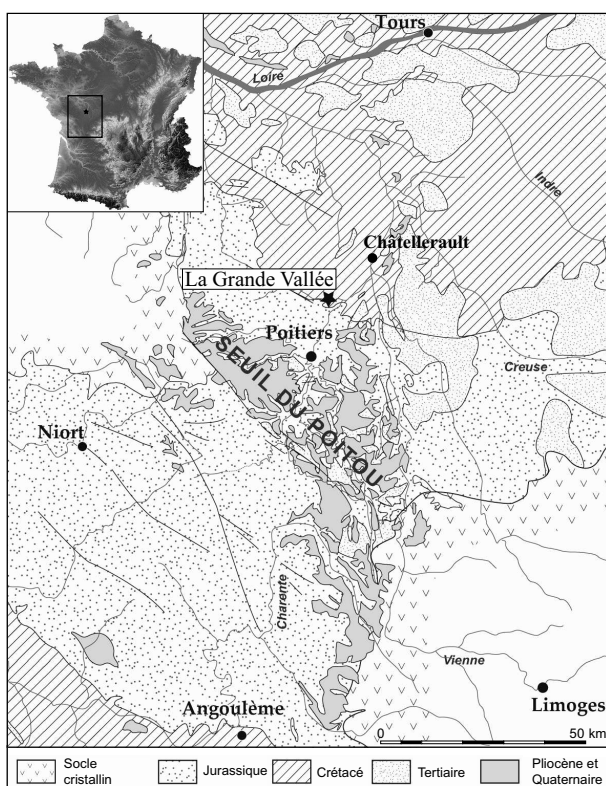 Tours
Loire
Indre
Châtellerault
La Grande Vallée
Poitiers
Creuse
SEUIL DU POITOU
Niort
Charente
Vienne
Limoges
Angoulême
0 50 km
Socle
cristallin
Jurassique
Crétacé
Tertiaire
Pliocène et
Quaternaire